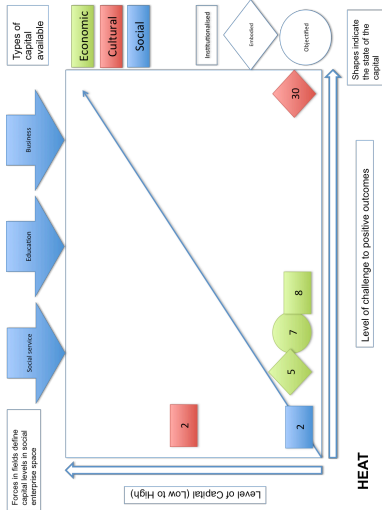 Types of
capital
available
Economic
Cultural
Social
Institutionalised
Embodied
Objectified
Shapes indicate
the state of the
capital
Business
Education
Social service
Forces in fields define
capital levels in social
enterprise space
30
8
7
5
2
2
Level of Capital (Low to High)
Level of challenge to positive outcomes
HEAT